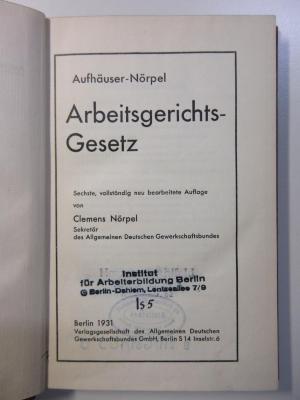 Aufhäuser-Nörpel
Arbeitsgerichts-
Gesetz
Sechste, vollständig neu bearbeitete Auflage
von
Clemens Nörpel
Sekretär
des Allgemeinen Deutschen Gewerkschaftsbundes
Institut
für Arbeiterbildung Berlin
Berlin-Dahlem, Lentzeallee 7/9
Is 5
Berlin 1931
Verlagsgesellschaft des Allgemeinen Deutschen
Gewerkschaftsbundes GmbH, Berlin S 14 Inselstr. 6